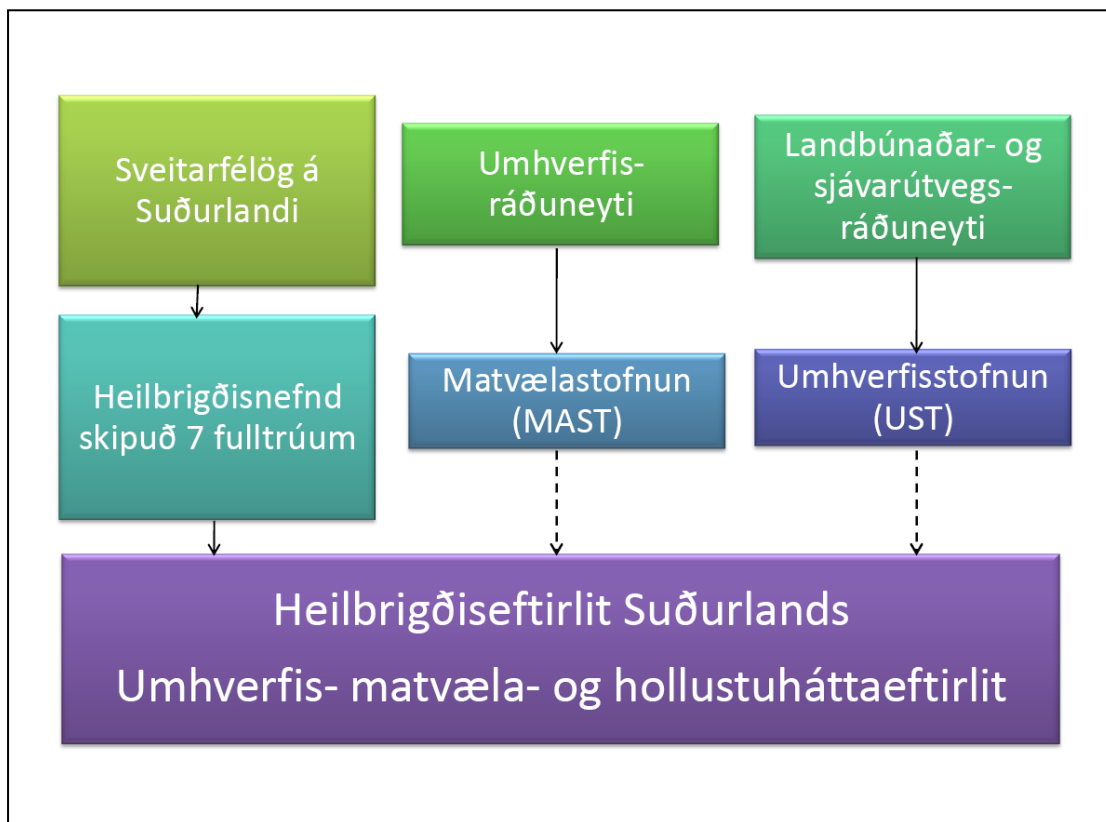 Sveitarfélög á
Suðurlandi
Umhverfis-
ráðuneyti
Landbúnaðar- og
sjávarútvegs-
ráðuneyti
Heilbrigðisnefnd
skipuð 7 fulltrúum
Matvælastofnun
(MAST)
Umhverfisstofnun
(UST)
Heilbrigðiseftirlit Suðurlands
Umhverfis- matvæla- og hollustuháttaeftirlit